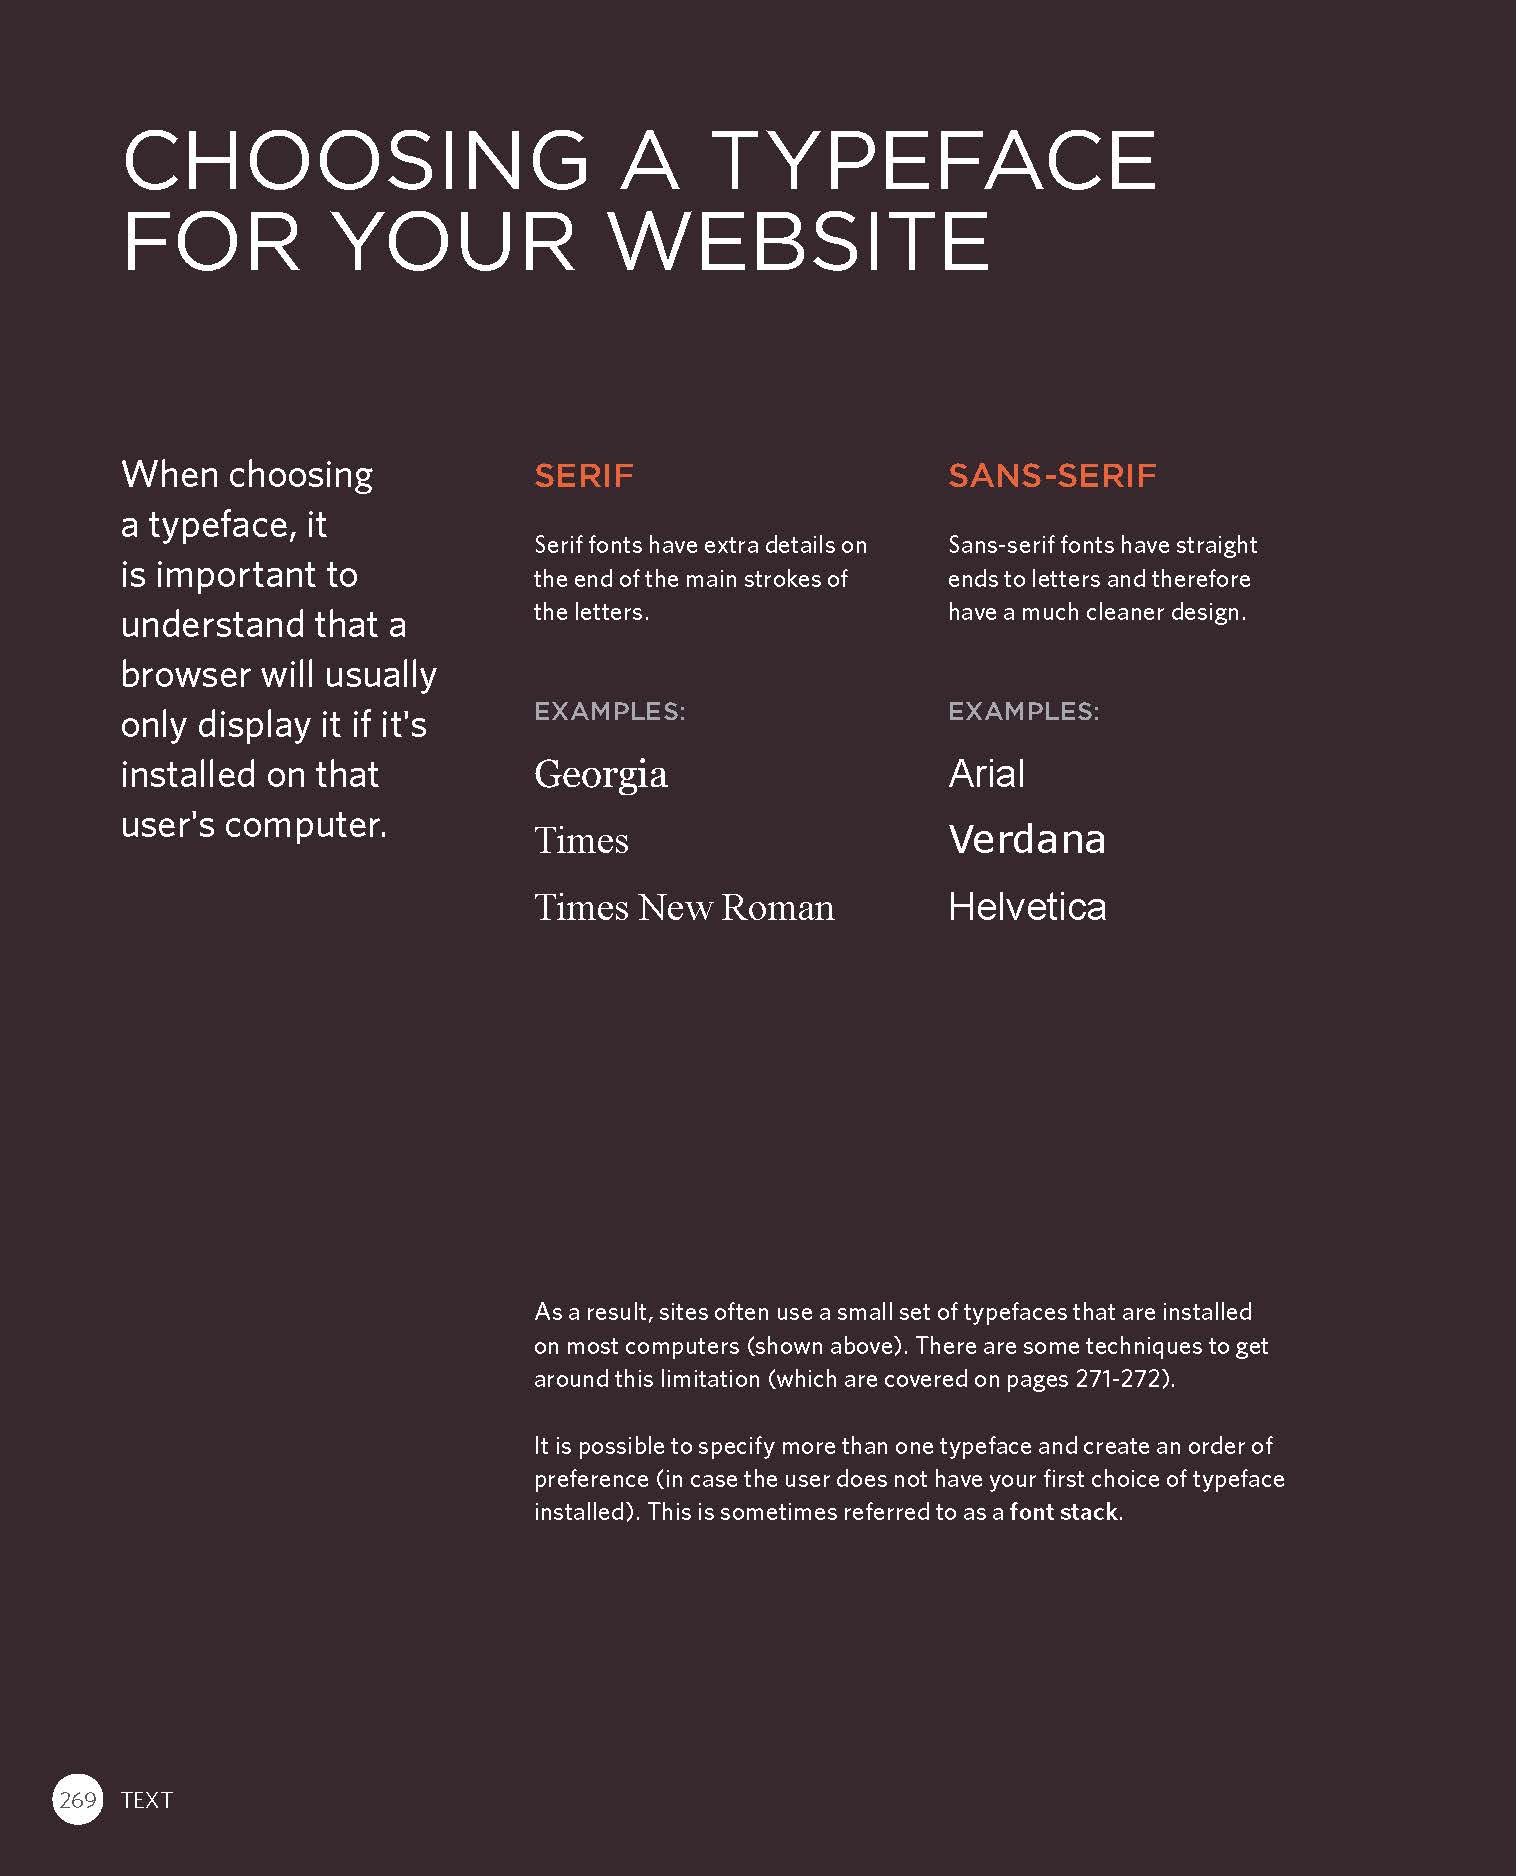 CHOOSING A TYPEFACE
FOR YOUR WEBSITE
When choosing
a typeface, it
is important to
understand that a
browser will usually
only display it if it's
installed on that
user's computer.
SERIF
Serif fonts have extra details on
the end of the main strokes of
the letters.
EXAMPLES:
Georgia
Times
Times New Roman
SANS-SERIF
Sans-serif fonts have straight
ends to letters and therefore
have a much cleaner design.
EXAMPLES:
Arial
Verdana
Helvetica
As a result, sites often use a small set of typefaces that are installed
on most computers (shown above). There are some techniques to get
around this limitation (which are covered on pages 271-272).
It is possible to specify more than one typeface and create an order of
preference (in case the user does not have your first choice of typeface
installed). This is sometimes referred to as a font stack.
269 TEXT